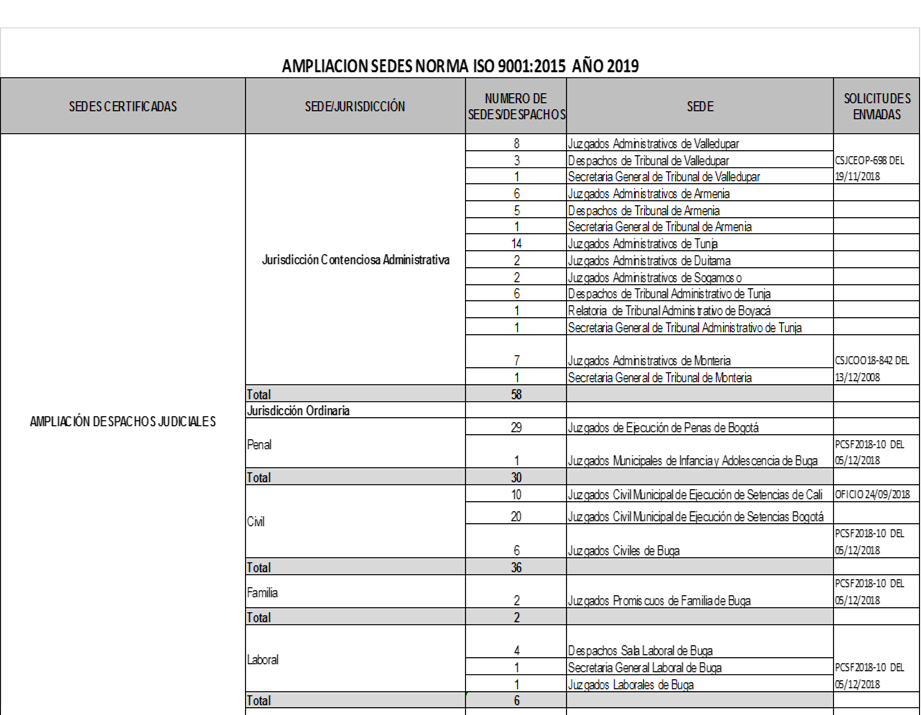 AMPLIACION SEDES NORMA ISO 9001:2015 AÑO 2019
SEDES CERTIFICADAS SEDE/JURISDICCIÓN NUMERO DE SEDES/DESPACHOS SEDE SOLICITUDES ENVIADAS
AMPLIACIÓN DESPACHOS JUDICIALES
Jurisdicción Contenciosa Administrativa
8 Juzgados Administrativos de Valledupar
3 Despachos de Tribunal de Valledupar CSJCEOP-698 DEL
1 Secretaria General de Tribunal de Valledupar 19/11/2018
6 Juzgados Administrativos de Armenia
5 Despachos de Tribunal de Armenia
1 Secretaria General de Tribunal de Armenia
14 Juzgados Administrativos de Tunja
2 Juzgados Administrativos de Duitama
2 Juzgados Administrativos de Sogamoso
6 Despachos de Tribunal Administrativo de Tunja
1 Relatoria de Tribunal Administrativo de Boyacá
1 Secretaria General de Tribunal Administrativo de Tunja
7 Juzgados Administrativos de Monteria CSJCOO18-842 DEL
1 Secretaria General de Tribunal de Monteria 13/12/2008
Total 58
Jurisdicción Ordinaria
Penal
29 Juzgados de Ejecución de Penas de Bogotá
PCSF2018-10 DEL
1 Juzgados Municipales de Infancia y Adolescencia de Buga 05/12/2018
Total 30
Civil
10 Juzgados Civil Municipal de Ejecución de Setencias de Cali OFICIO 24/09/2018
20 Juzgados Civil Municipal de Ejecución de Setencias Bogotá
PCSF2018-10 DEL
6 Juzgados Civiles de Buga 05/12/2018
Total 36
Familia
PCSF2018-10 DEL
2 Juzgados Promiscuos de Familia de Buga 05/12/2018
Total 2
Laboral
4 Despachos Sala Laboral de Buga
1 Secretaria General Laboral de Buga PCSF2018-10 DEL
1 Juzgados Laborales de Buga 05/12/2018
Total 6